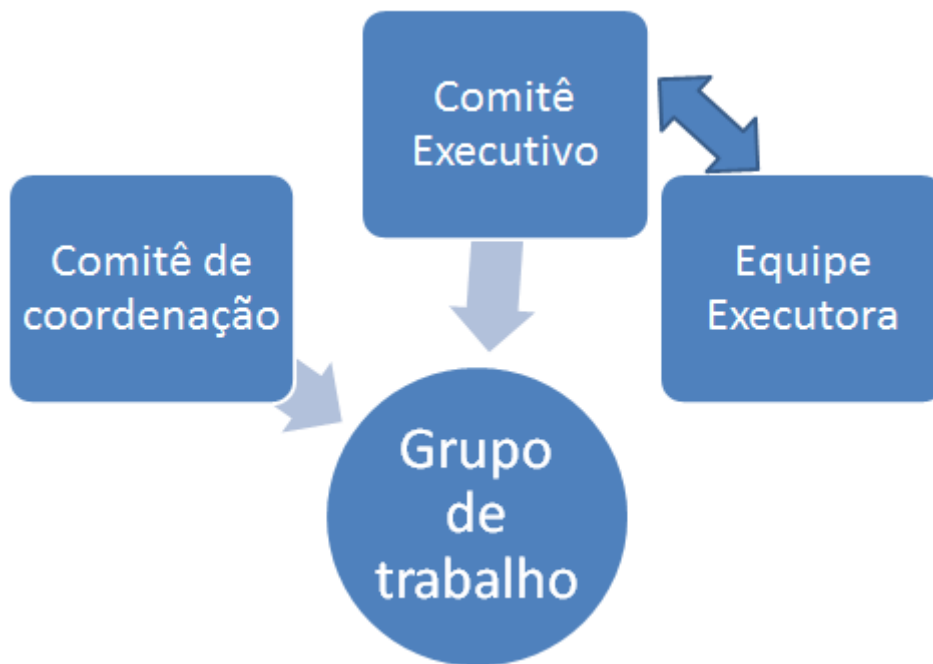 Comitê
Executivo
Comitê de
coordenação
Equipe
Executora
Grupo
de
trabalho